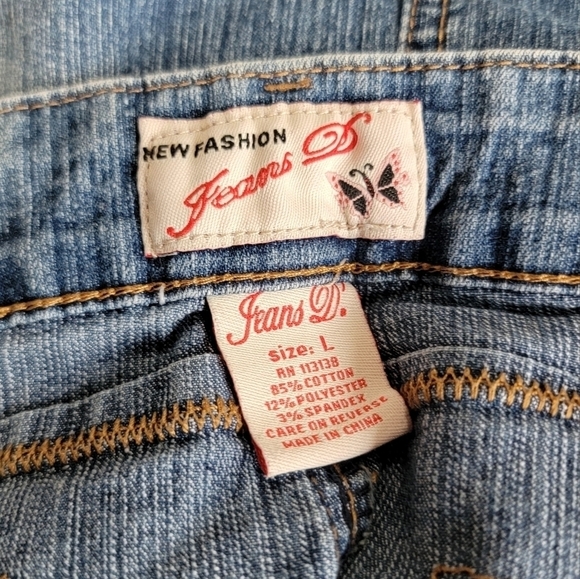 NEW FASHION
Jeans D
Jeans D.
Size: L
RN 113138
85% COTTON
12% POLYESTER
3% SPANDEX
CARE ON REVERSE
MADE IN CHINA